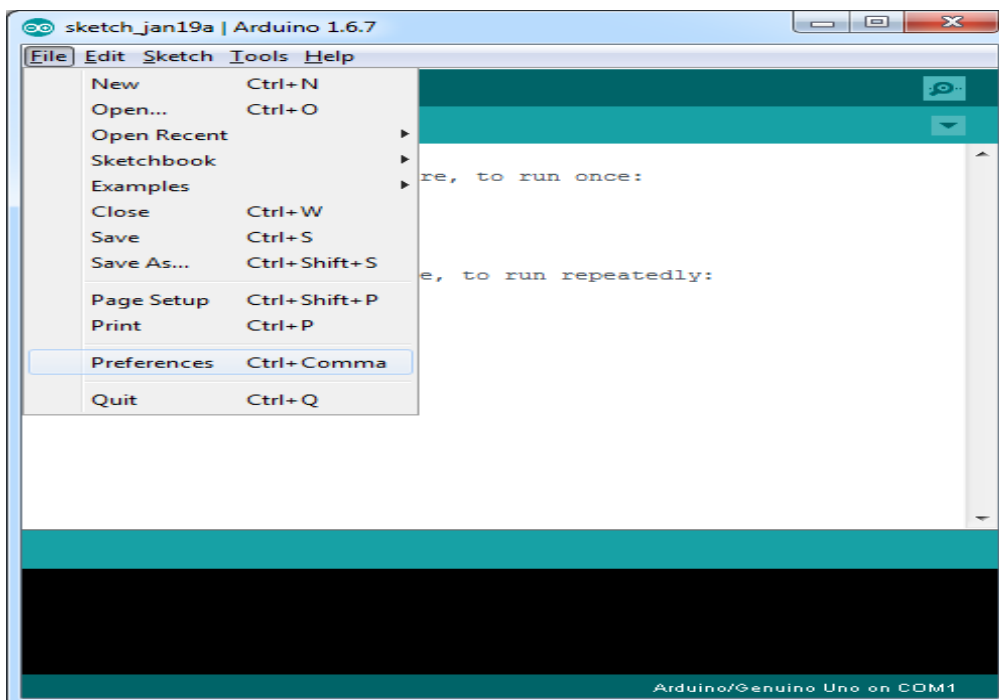 sketch_jan19a | Arduino 1.6.7
File Edit Sketch Tools Help
New Ctrl+N
Open... Ctrl+O
Open Recent
Sketchbook
Examples
Close Ctrl+W
Save Ctrl+S
Save As... Ctrl+Shift+S
Page Setup Ctrl+Shift+P
Print Ctrl+P
Preferences Ctrl+Comma
Quit Ctrl+Q
re, to run once:
e, to run repeatedly:
Arduino/Genuino Uno on COM1